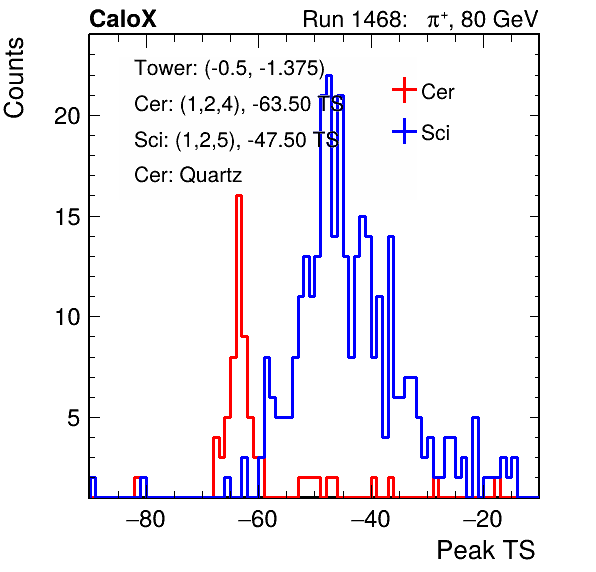 CaloX Run 1468: π⁺, 80 GeV
Counts
Tower: (-0.5, -1.375)
Cer: (1,2,4), -63.50 TS
Sci: (1,2,5), -47.50 TS
Cer: Quartz
Cer
Sci
20
15
10
5
−80 −60 −40 −20
Peak TS